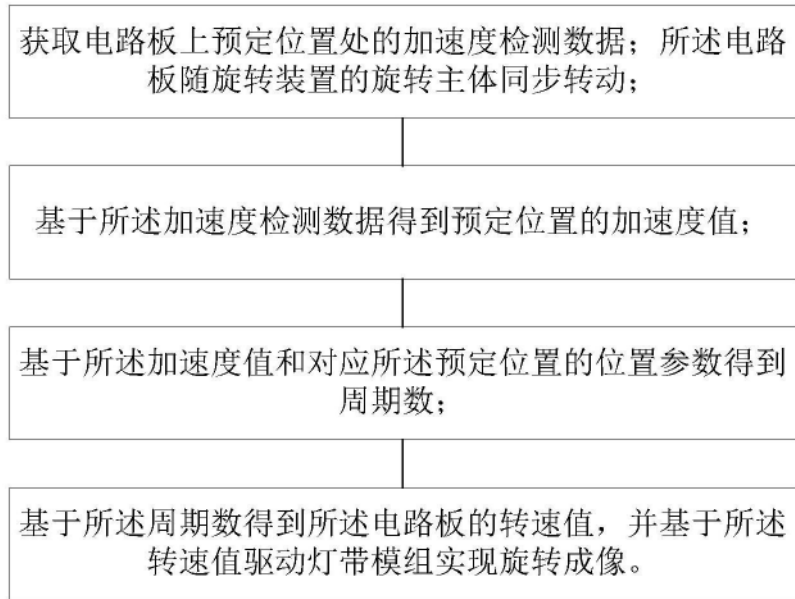 获取电路板上预定位置处的加速度检测数据；所述电路
板随旋转装置的旋转主体同步转动；
基于所述加速度检测数据得到预定位置的加速度值；
基于所述加速度值和对应所述预定位置的位置参数得到
周期数；
基于所述周期数得到所述电路板的转速值，并基于所述
转速值驱动灯带模组实现旋转成像。